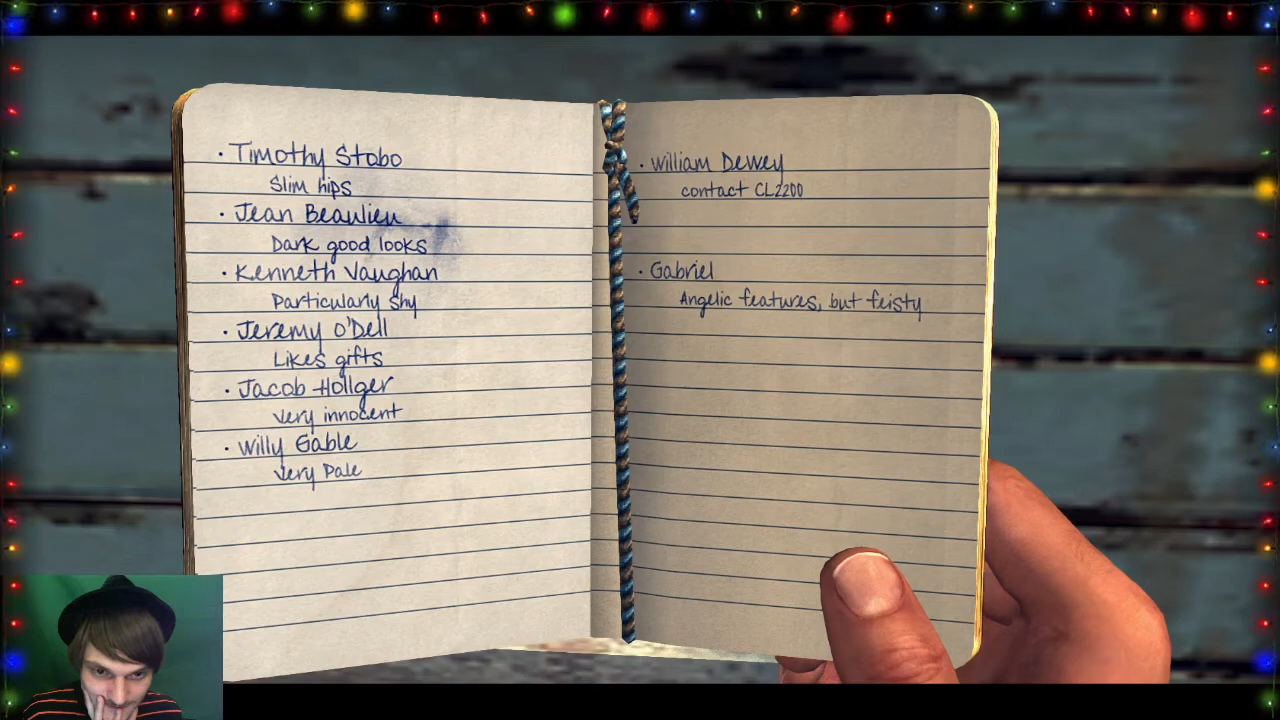 · Timothy Stobo
Slim hips
· Jean Beaulieu
Dark good looks
· Kenneth Vaughan
Particularly shy
· Jeremy O'Dell
Likes gifts
· Jacob Hollger
very innocent
· Willy Gable
very Pale
· William Dewey
contact CL2200
· Gabriel
Angelic features, but feisty